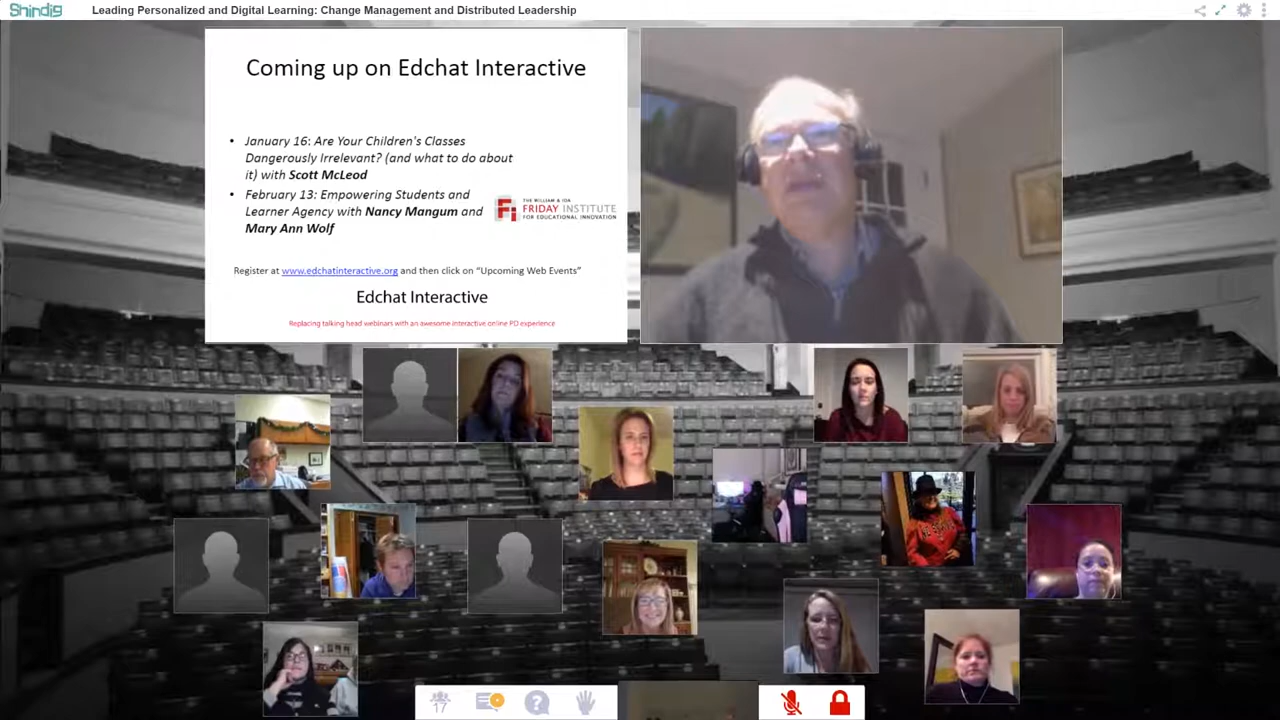 Shindig
Leading Personalized and Digital Learning: Change Management and Distributed Leadership
Coming up on Edchat Interactive
• January 16: Are Your Children's Classes
Dangerously Irrelevant? (and what to do about
it) with Scott McLeod
• February 13: Empowering Students and
Learner Agency with Nancy Mangum and
Mary Ann Wolf
THE WILLIAM & IDA
FRIDAY INSTITUTE
FOR EDUCATIONAL INNOVATION
Register at www.edchatinteractive.org and then click on "Upcoming Web Events"
Edchat Interactive
Replacing talking head webinars with an awesome interactive online PD experience
17